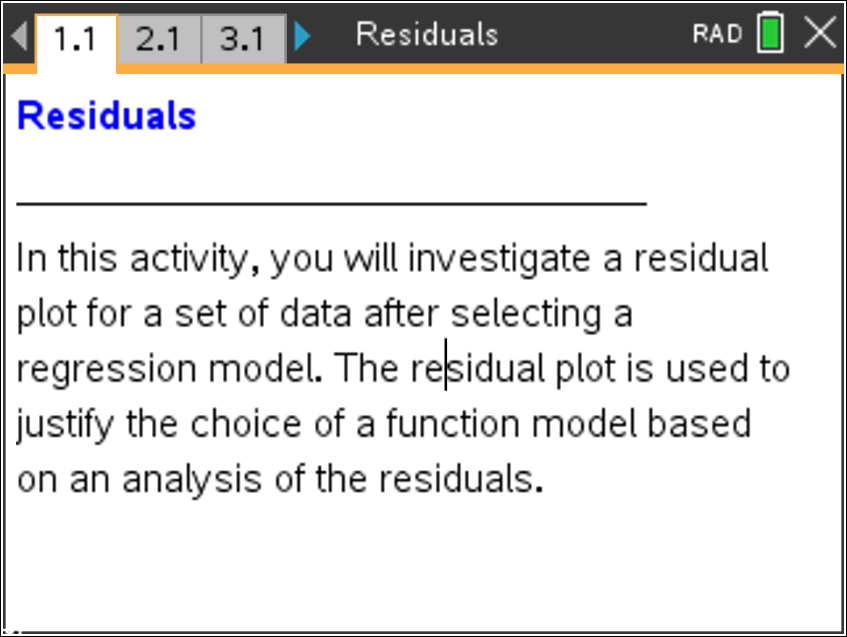 1.1 2.1 3.1 Residuals RAD
Residuals
In this activity, you will investigate a residual
plot for a set of data after selecting a
regression model. The residual plot is used to
justify the choice of a function model based
on an analysis of the residuals.